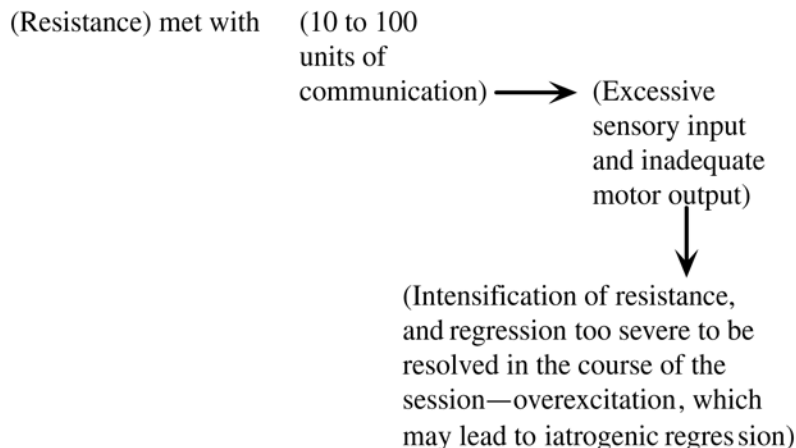 (Resistance) met with (10 to 100
units of
communication)
(Excessive
sensory input
and inadequate
motor output)
(Intensification of resistance,
and regression too severe to be
resolved in the course of the
session—overexcitation, which
may lead to iatrogenic regression)